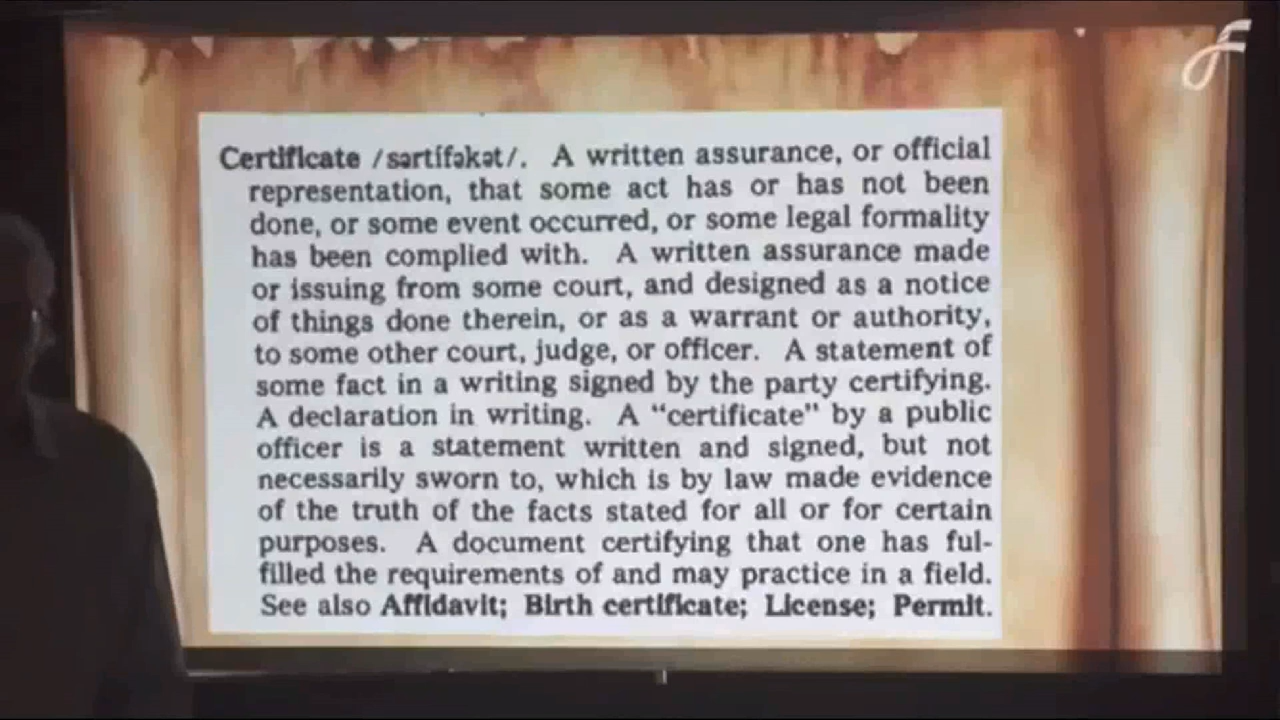 Certificate /sərtífəkət/. A written assurance, or official
representation, that some act has or has not been
done, or some event occurred, or some legal formality
has been complied with. A written assurance made
or issuing from some court, and designed as a notice
of things done therein, or as a warrant or authority,
to some other court, judge, or officer. A statement of
some fact in a writing signed by the party certifying.
A declaration in writing. A “certificate” by a public
officer is a statement written and signed, but not
necessarily sworn to, which is by law made evidence
of the truth of the facts stated for all or for certain
purposes. A document certifying that one has ful-
filled the requirements of and may practice in a field.
See also Affidavit; Birth certificate; License; Permit.